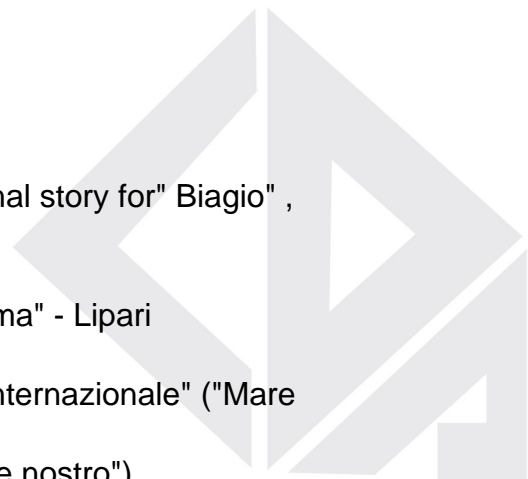 nal story for" Biagio" ,
ma" - Lipari
nternazionale" ("Mare
e nostro")